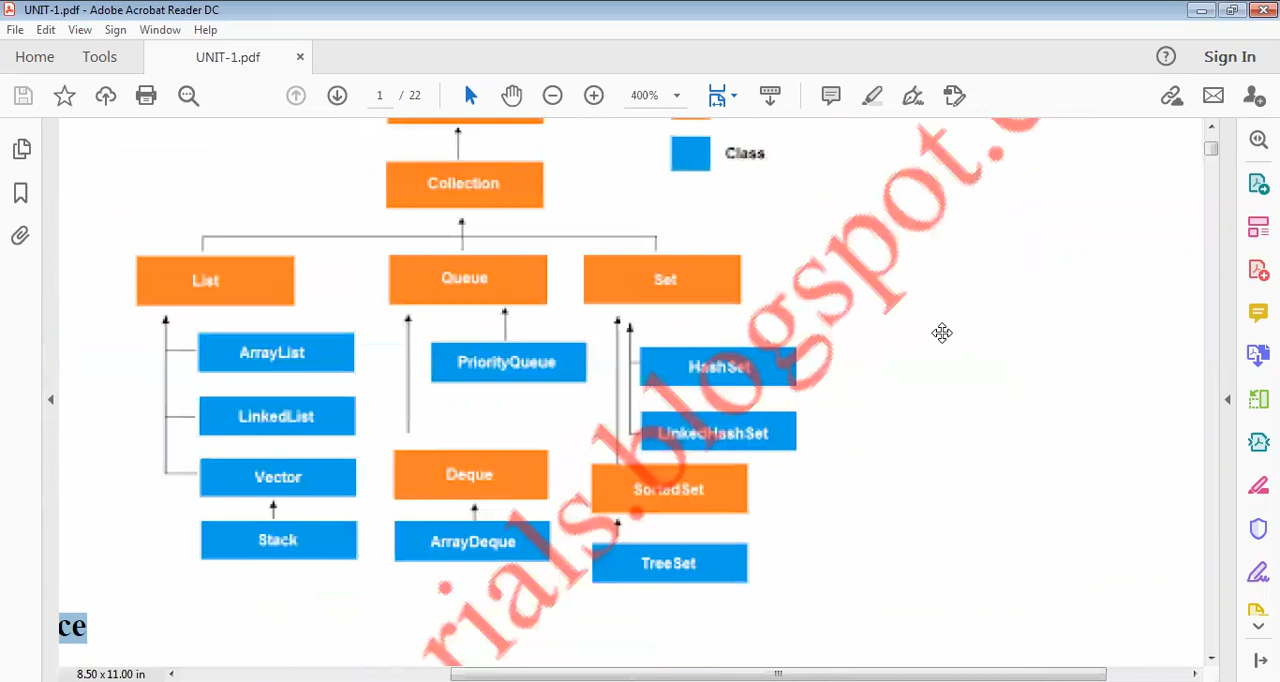 UNIT-1.pdf - Adobe Acrobat Reader DC
File Edit View Sign Window Help
Home Tools UNIT-1.pdf × Sign In
1 / 22 400%
Class
Collection
List Queue Set
ArrayList PriorityQueue HashSet
LinkedList LinkedHashSet
Vector Deque SortedSet
Stack ArrayDeque TreeSet
rials.blogspot.c
ce
8.50 x 11.00 in